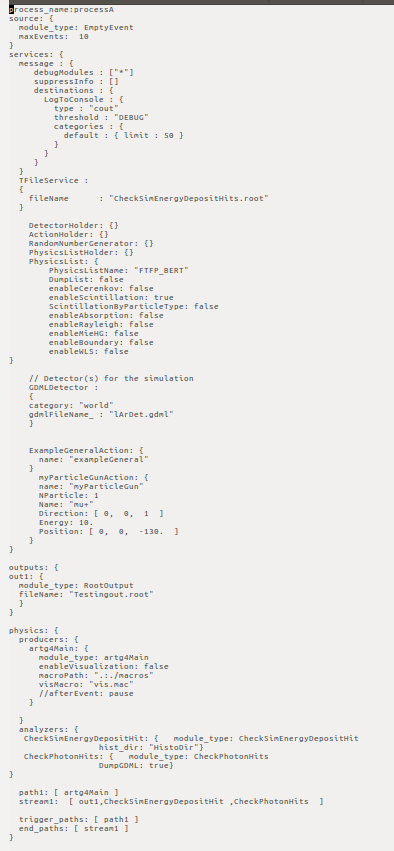 process_name:processA
source: {
  module_type: EmptyEvent
  maxEvents:  10
}
services: {
  message : {
     debugModules : ["*"]
     suppressInfo : []
     destinations : {
       LogToConsole : {
         type : "cout"
         threshold : "DEBUG"
         categories : {
           default : { limit : 50 }
         }
       }
     }
  }
  TFileService :
  {
    fileName      : "CheckSimEnergyDepositHits.root"
  }

    DetectorHolder: {}
    ActionHolder: {}
    RandomNumberGenerator: {}
    PhysicsListHolder: {}
    PhysicsList: {
        PhysicsListName: "FTFP_BERT"
        DumpList: false
        enableCerenkov: false
        enableScintillation: true
        ScintillationByParticleType: false
        enableAbsorption: false
        enableRayleigh: false
        enableMieHG: false
        enableBoundary: false
        enableWLS: false
}

    // Detector(s) for the simulation
    GDMLDetector :
    {
    category: "world"
    gdmlFileName_ : "lArDet.gdml"
    }


    ExampleGeneralAction: {
      name: "exampleGeneral"
    }
      myParticleGunAction: {
      name: "myParticleGun"
      NParticle: 1
      Name: "mu+"
      Direction: [ 0,  0,  1  ]
      Energy: 10.
      Position: [ 0,  0,  -130.  ]
    }
}

outputs: {
out1: {
  module_type: RootOutput
  fileName: "Testingout.root"
  }
}

physics: {
  producers: {
    artg4Main: {
      module_type: artg4Main
      enableVisualization: false
      macroPath: ".:./macros"
      visMacro: "vis.mac"
      //afterEvent: pause
    }

  }
  analyzers: {
   CheckSimEnergyDepositHit: {   module_type: CheckSimEnergyDepositHit
                  hist_dir: "HistoDir"}
   CheckPhotonHits: {   module_type: CheckPhotonHits
                  DumpGDML: true}
}

  path1: [ artg4Main ]
  stream1:  [ out1,CheckSimEnergyDepositHit ,CheckPhotonHits  ]

  trigger_paths: [ path1 ]
  end_paths: [ stream1 ]
}